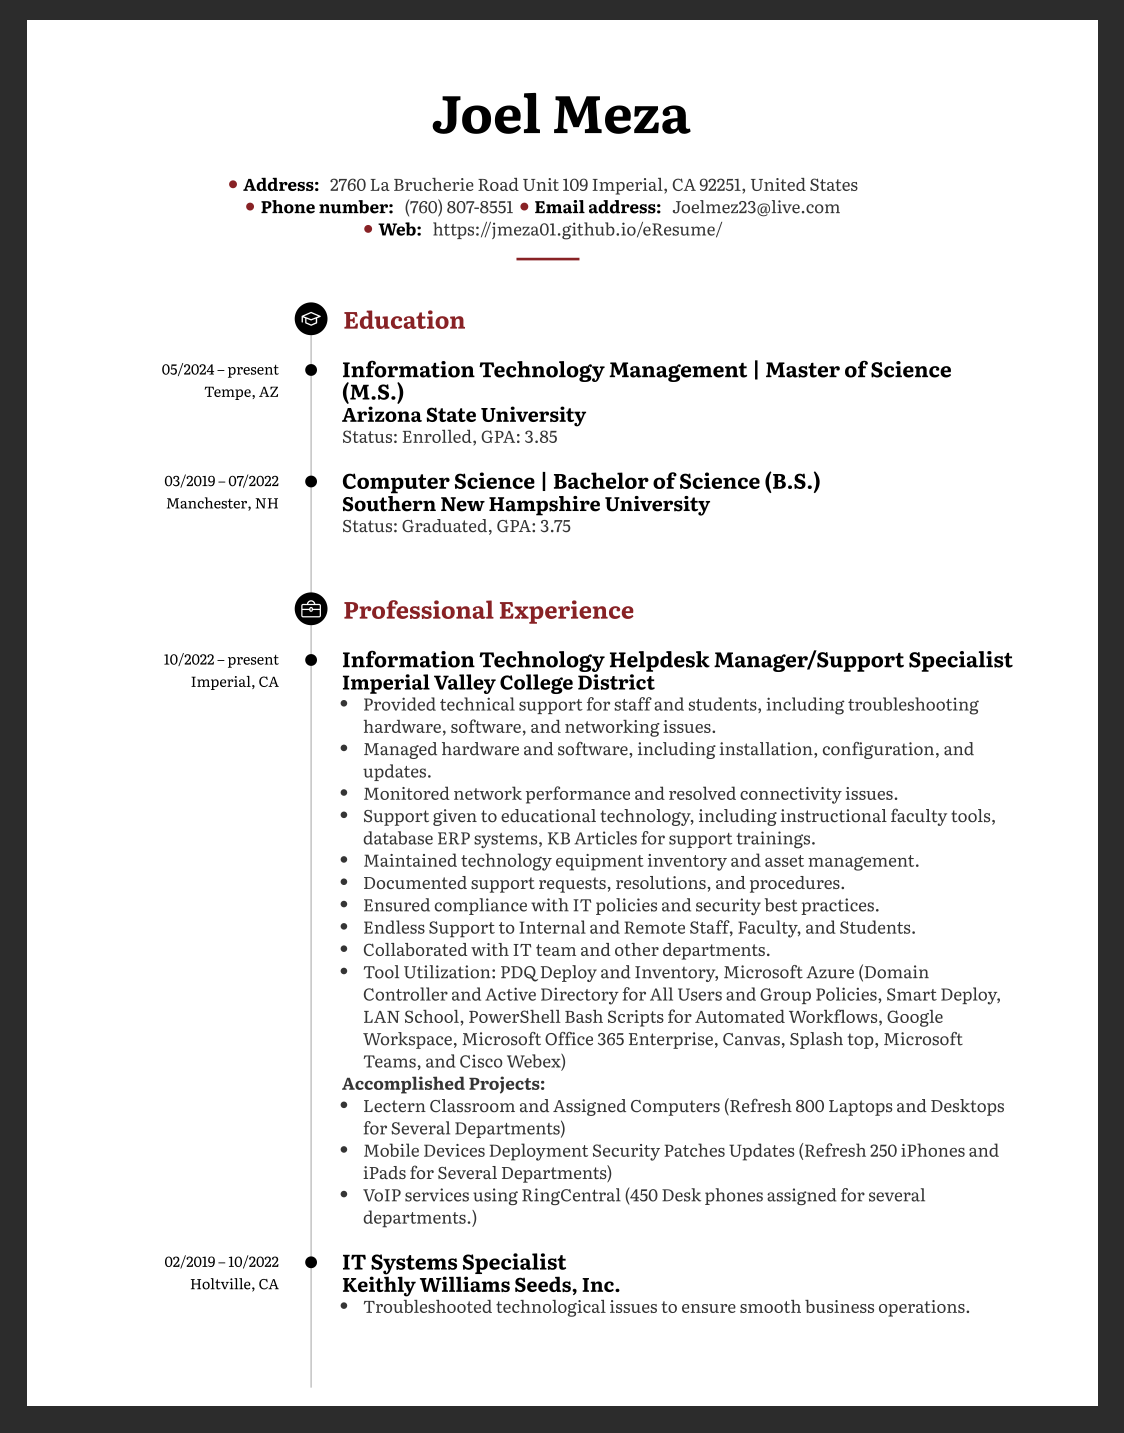 Joel Meza
• Address: 2760 La Brucherie Road Unit 109 Imperial, CA 92251, United States
• Phone number: (760) 807-8551 • Email address: Joelmez23@live.com
• Web: https://jmeza01.github.io/eResume/
Education
05/2024 – present
Tempe, AZ
Information Technology Management | Master of Science
(M.S.)
Arizona State University
Status: Enrolled, GPA: 3.85
03/2019 – 07/2022
Manchester, NH
Computer Science | Bachelor of Science (B.S.)
Southern New Hampshire University
Status: Graduated, GPA: 3.75
Professional Experience
10/2022 – present
Imperial, CA
Information Technology Helpdesk Manager/Support Specialist
Imperial Valley College District
• Provided technical support for staff and students, including troubleshooting
hardware, software, and networking issues.
• Managed hardware and software, including installation, configuration, and
updates.
• Monitored network performance and resolved connectivity issues.
• Support given to educational technology, including instructional faculty tools,
database ERP systems, KB Articles for support trainings.
• Maintained technology equipment inventory and asset management.
• Documented support requests, resolutions, and procedures.
• Ensured compliance with IT policies and security best practices.
• Endless Support to Internal and Remote Staff, Faculty, and Students.
• Collaborated with IT team and other departments.
• Tool Utilization: PDQ Deploy and Inventory, Microsoft Azure (Domain
Controller and Active Directory for All Users and Group Policies, Smart Deploy,
LAN School, PowerShell Bash Scripts for Automated Workflows, Google
Workspace, Microsoft Office 365 Enterprise, Canvas, Splash top, Microsoft
Teams, and Cisco Webex)
Accomplished Projects:
• Lectern Classroom and Assigned Computers (Refresh 800 Laptops and Desktops
for Several Departments)
• Mobile Devices Deployment Security Patches Updates (Refresh 250 iPhones and
iPads for Several Departments)
• VoIP services using RingCentral (450 Desk phones assigned for several
departments.)
02/2019 – 10/2022
Holtville, CA
IT Systems Specialist
Keithly Williams Seeds, Inc.
• Troubleshooted technological issues to ensure smooth business operations.